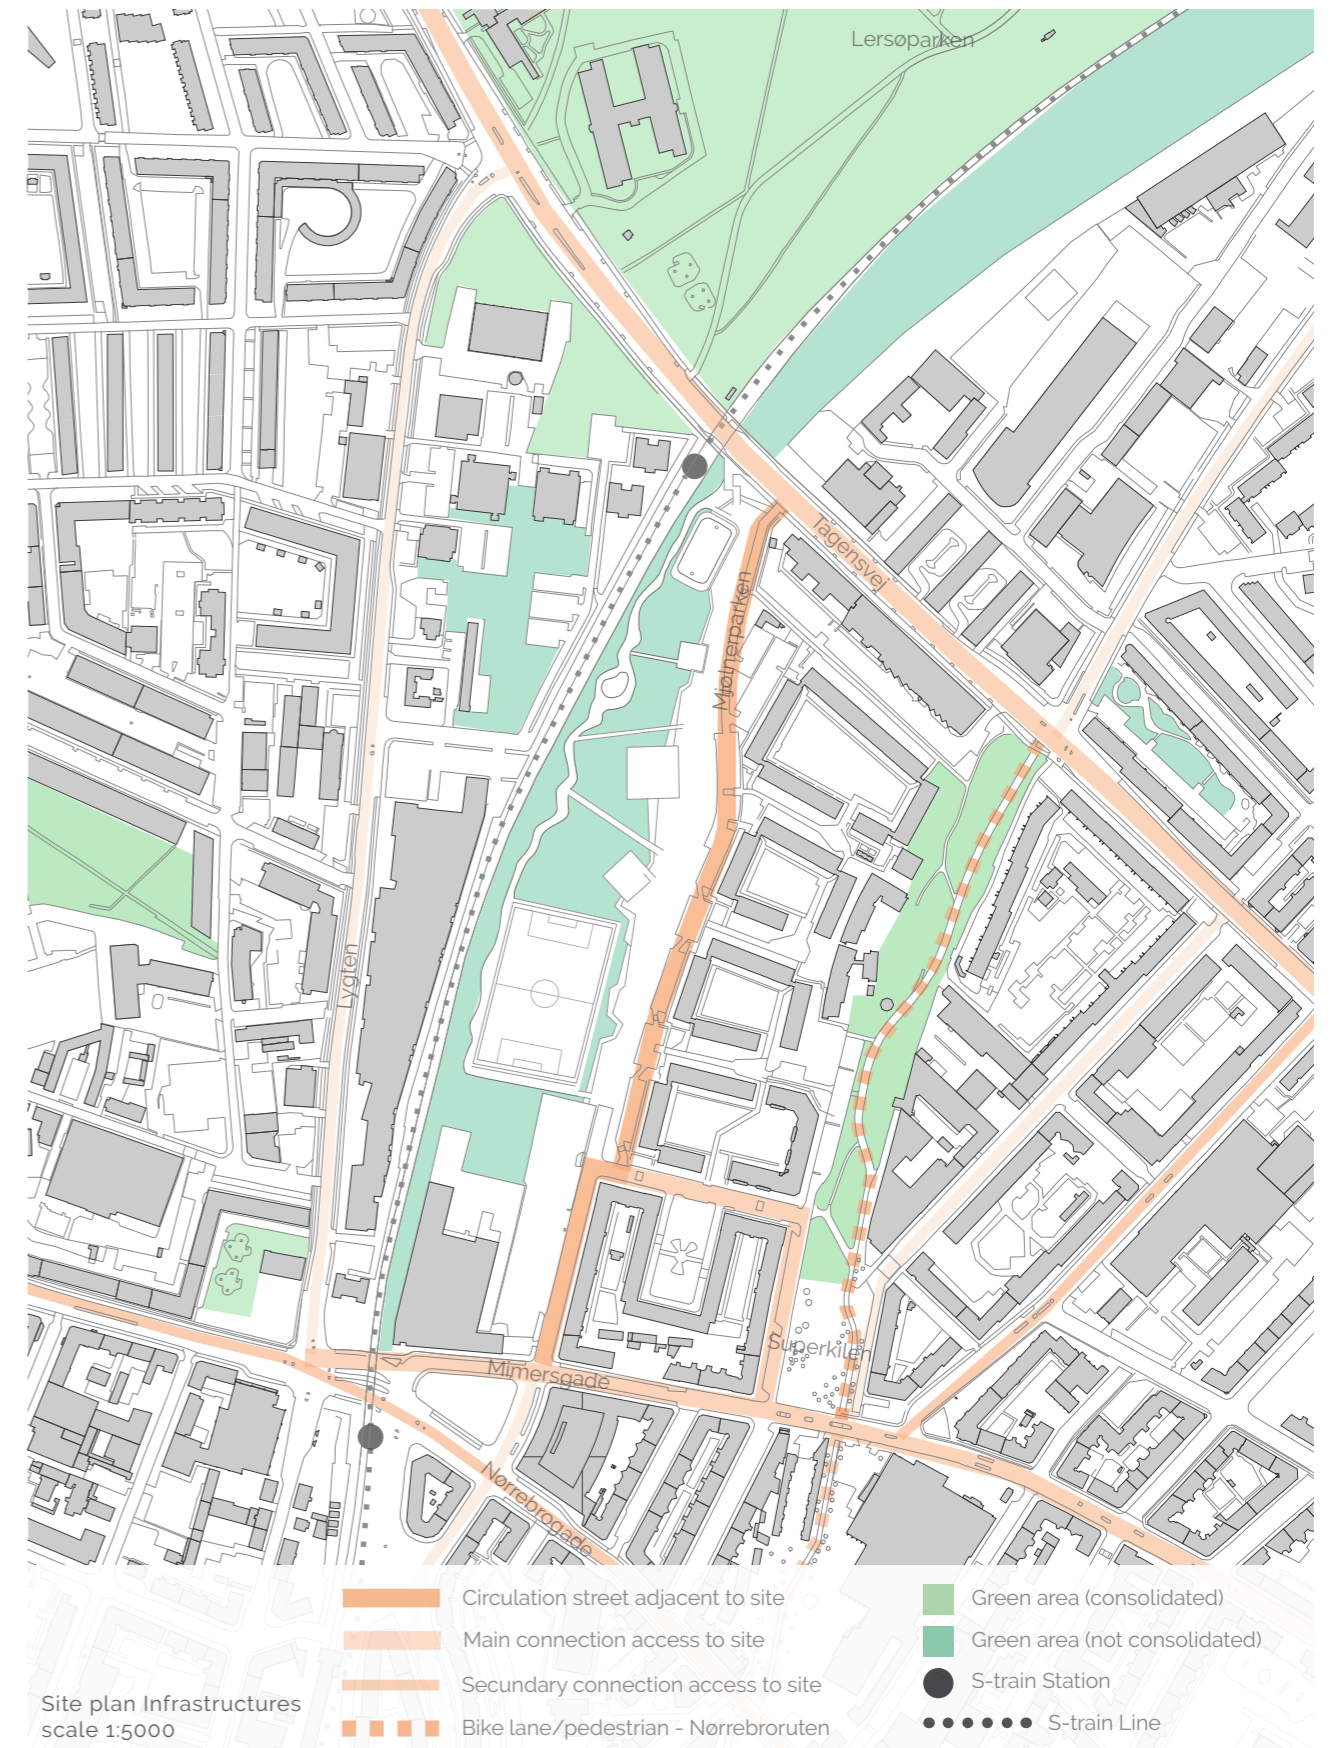 Lersøparken
Tagensvej
Mjølnerparken
Lygten
Superkilen
Mimersgade
Nørrebrogade
Circulation street adjacent to site
Main connection access to site
Secundary connection access to site
Bike lane/pedestrian - Nørrebroruten
Green area (consolidated)
Green area (not consolidated)
S-train Station
S-train Line
Site plan Infrastructures
scale 1:5000